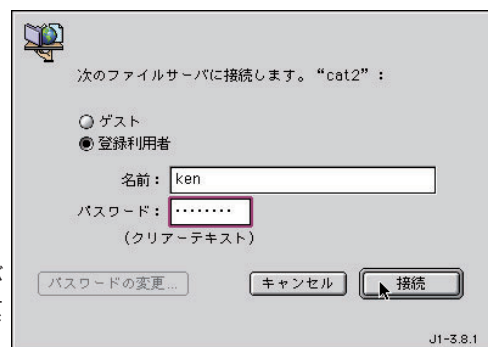 次のファイルサーバに接続します。“cat2”：
ゲスト
登録利用者
名前： ken
パスワード： ········
(クリアーテキスト)
パスワードの変更...
キャンセル
接続
J1-3.8.1